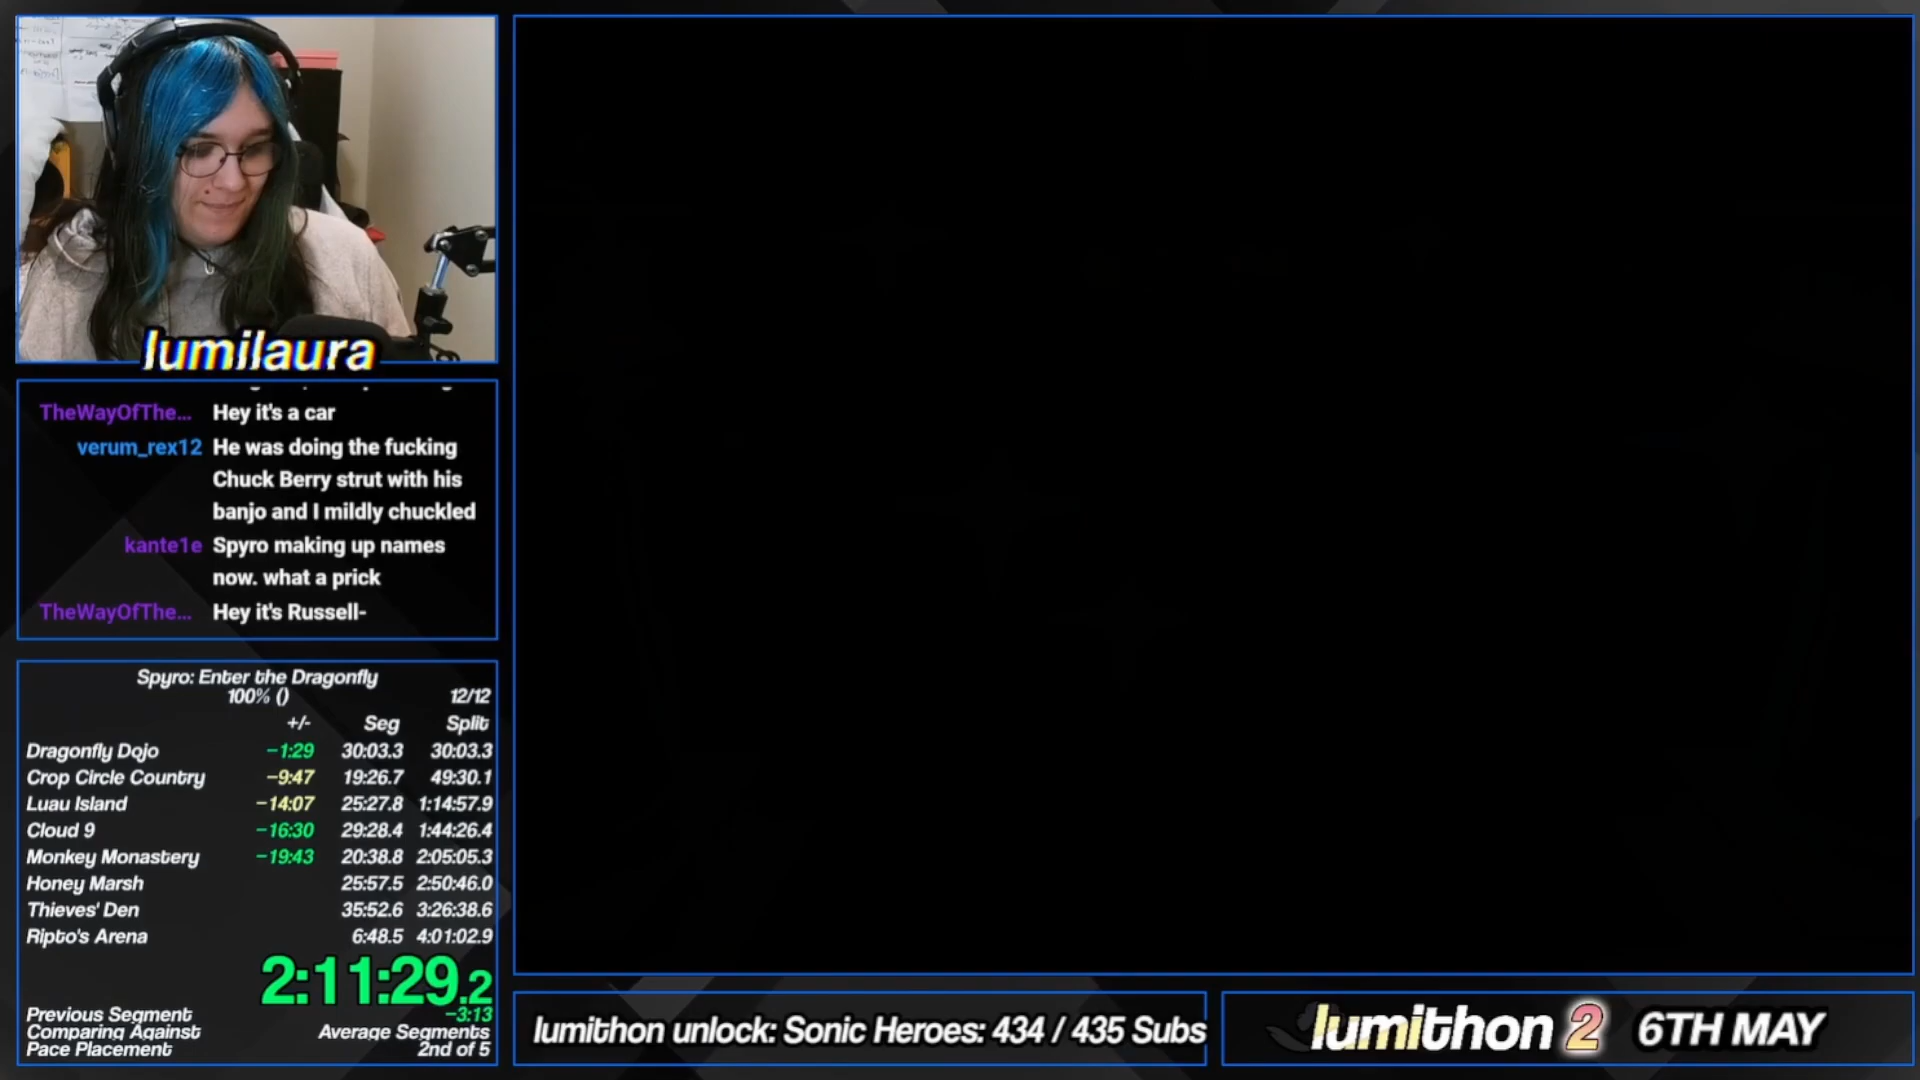 lumilaura
TheWayOfThe... Hey it's a car
verum_rex12 He was doing the fucking
Chuck Berry strut with his
banjo and I mildly chuckled
kante1e Spyro making up names
now. what a prick
TheWayOfThe... Hey it's Russell-
Spyro: Enter the Dragonfly
100% () 12/12
+/- Seg Split
Dragonfly Dojo −1:29 30:03.3 30:03.3
Crop Circle Country −9:47 19:26.7 49:30.1
Luau Island −14:07 25:27.8 1:14:57.9
Cloud 9 −16:30 29:28.4 1:44:26.4
Monkey Monastery −19:43 20:38.8 2:05:05.3
Honey Marsh 25:57.5 2:50:46.0
Thieves' Den 35:52.6 3:26:38.6
Ripto's Arena 6:48.5 4:01:02.9
2:11:29.2
Previous Segment −3:13
Comparing Against Average Segments
Pace Placement 2nd of 5
lumithon unlock: Sonic Heroes: 434 / 435 Subs
lumithon 2 6TH MAY